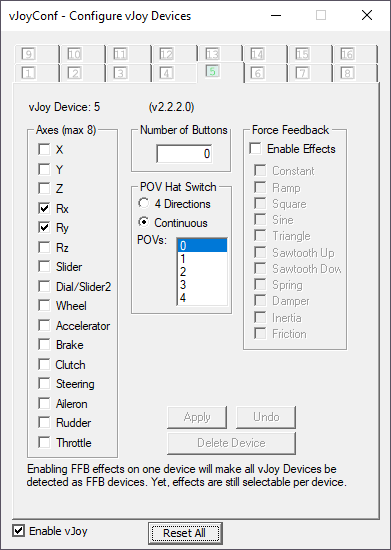 vJoyConf - Configure vJoy Devices
9 10 11 12 13 14 15 16
1 2 3 4 5 6 7 8
vJoy Device: 5 (v2.2.2.0)
Axes (max 8)
X
Y
Z
Rx
Ry
Rz
Slider
Dial/Slider2
Wheel
Accelerator
Brake
Clutch
Steering
Aileron
Rudder
Throttle
Number of Buttons
0
POV Hat Switch
4 Directions
Continuous
POVs:
0
1
2
3
4
Force Feedback
Enable Effects
Constant
Ramp
Square
Sine
Triangle
Sawtooth Up
Sawtooth Dow
Spring
Damper
Inertia
Friction
Apply Undo
Delete Device
Enabling FFB effects on one device will make all vJoy Devices be
detected as FFB devices. Yet, effects are still selectable per device.
Enable vJoy Reset All